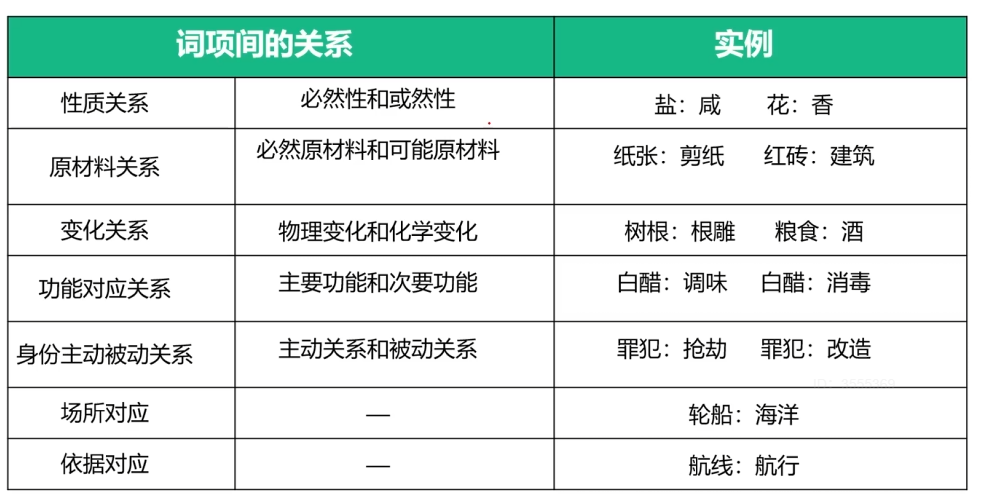 词项间的关系 实例
性质关系 必然性和或然性 盐：咸 花：香
原材料关系 必然原材料和可能原材料 纸张：剪纸 红砖：建筑
变化关系 物理变化和化学变化 树根：根雕 粮食：酒
功能对应关系 主要功能和次要功能 白醋：调味 白醋：消毒
身份主动被动关系 主动关系和被动关系 罪犯：抢劫 罪犯：改造
ID：3555369
场所对应 — 轮船：海洋
依据对应 — 航线：航行